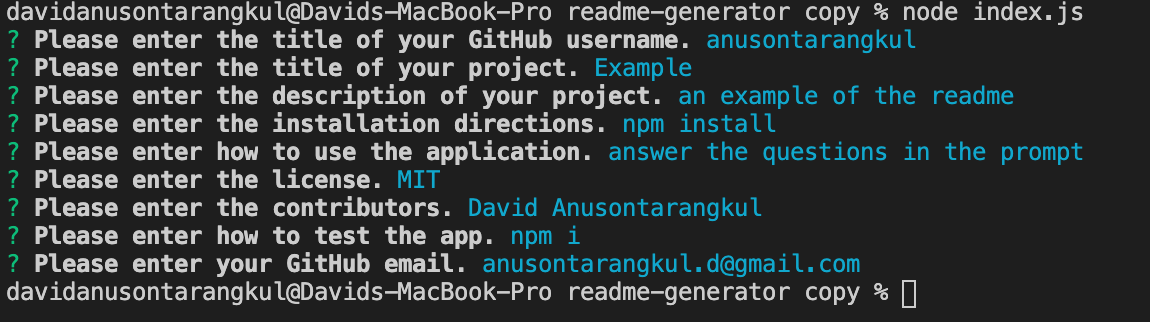 davidanusontarangkul@Davids-MacBook-Pro readme-generator copy % node index.js
? Please enter the title of your GitHub username. anusontarangkul
? Please enter the title of your project. Example
? Please enter the description of your project. an example of the readme
? Please enter the installation directions. npm install
? Please enter how to use the application. answer the questions in the prompt
? Please enter the license. MIT
? Please enter the contributors. David Anusontarangkul
? Please enter how to test the app. npm i
? Please enter your GitHub email. anusontarangkul.d@gmail.com
davidanusontarangkul@Davids-MacBook-Pro readme-generator copy %